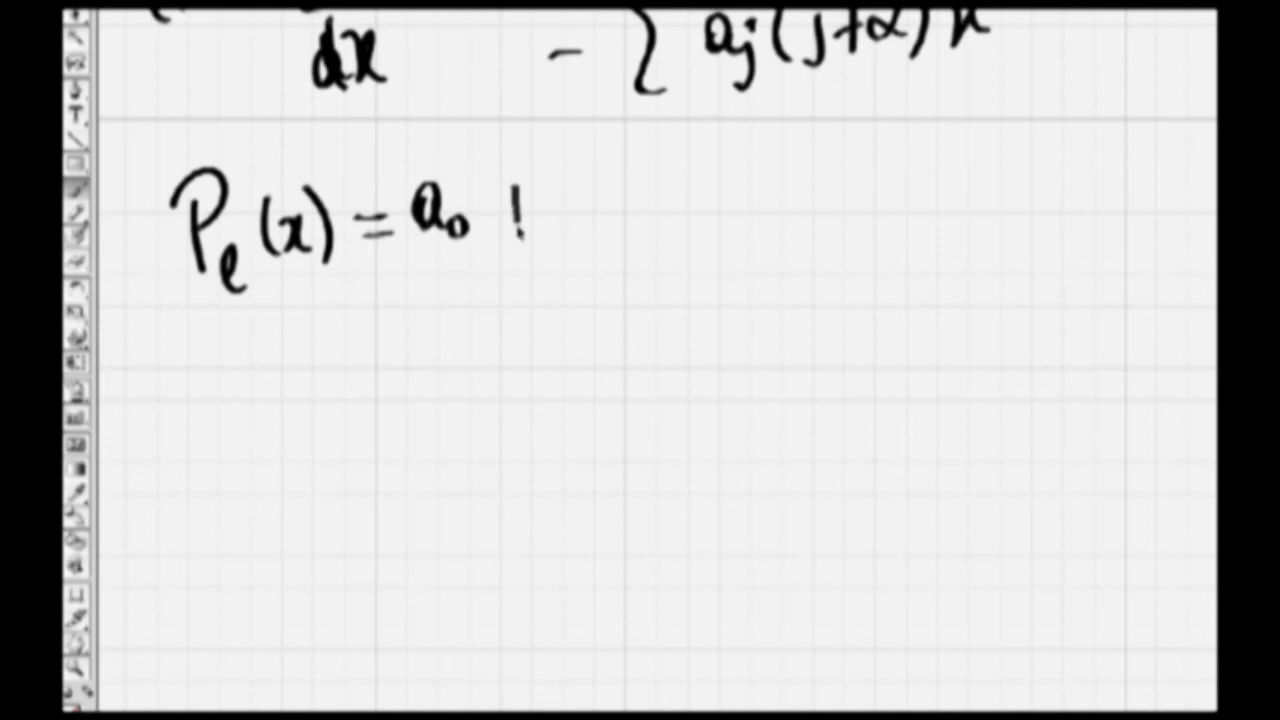 dx - { aj(j+α)x
Pℓ(x) = a₀ !